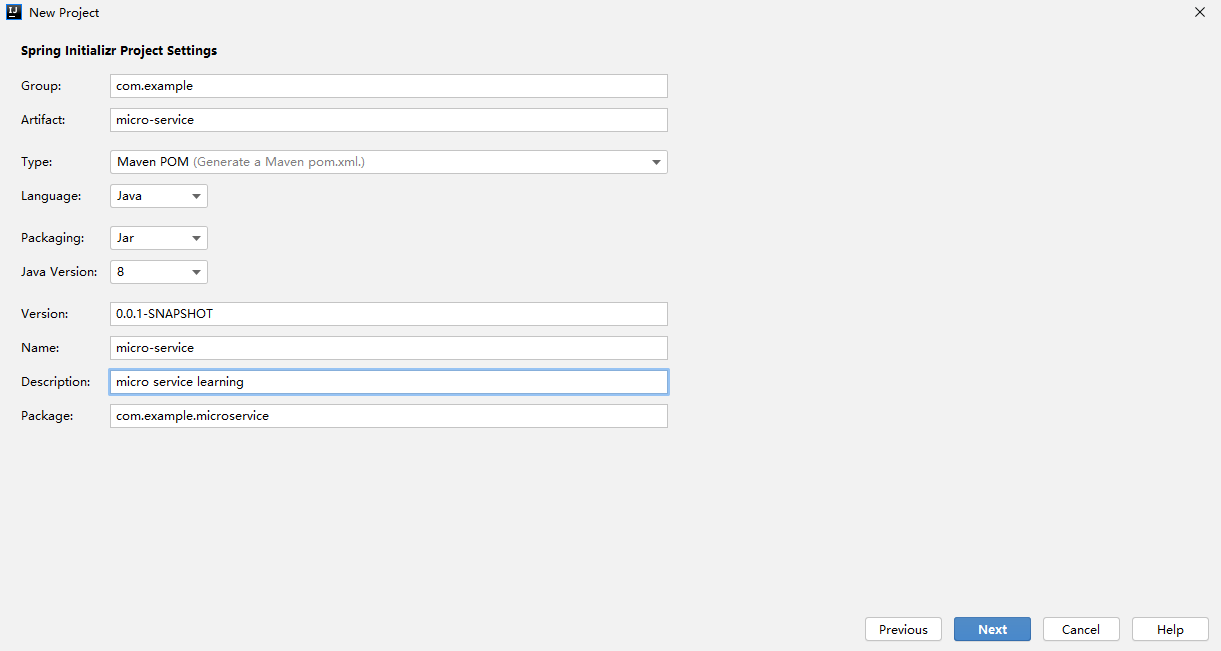 IJ New Project
Spring Initializr Project Settings
Group: com.example
Artifact: micro-service
Type: Maven POM (Generate a Maven pom.xml.)
Language: Java
Packaging: Jar
Java Version: 8
Version: 0.0.1-SNAPSHOT
Name: micro-service
Description: micro service learning
Package: com.example.microservice
Previous Next Cancel Help